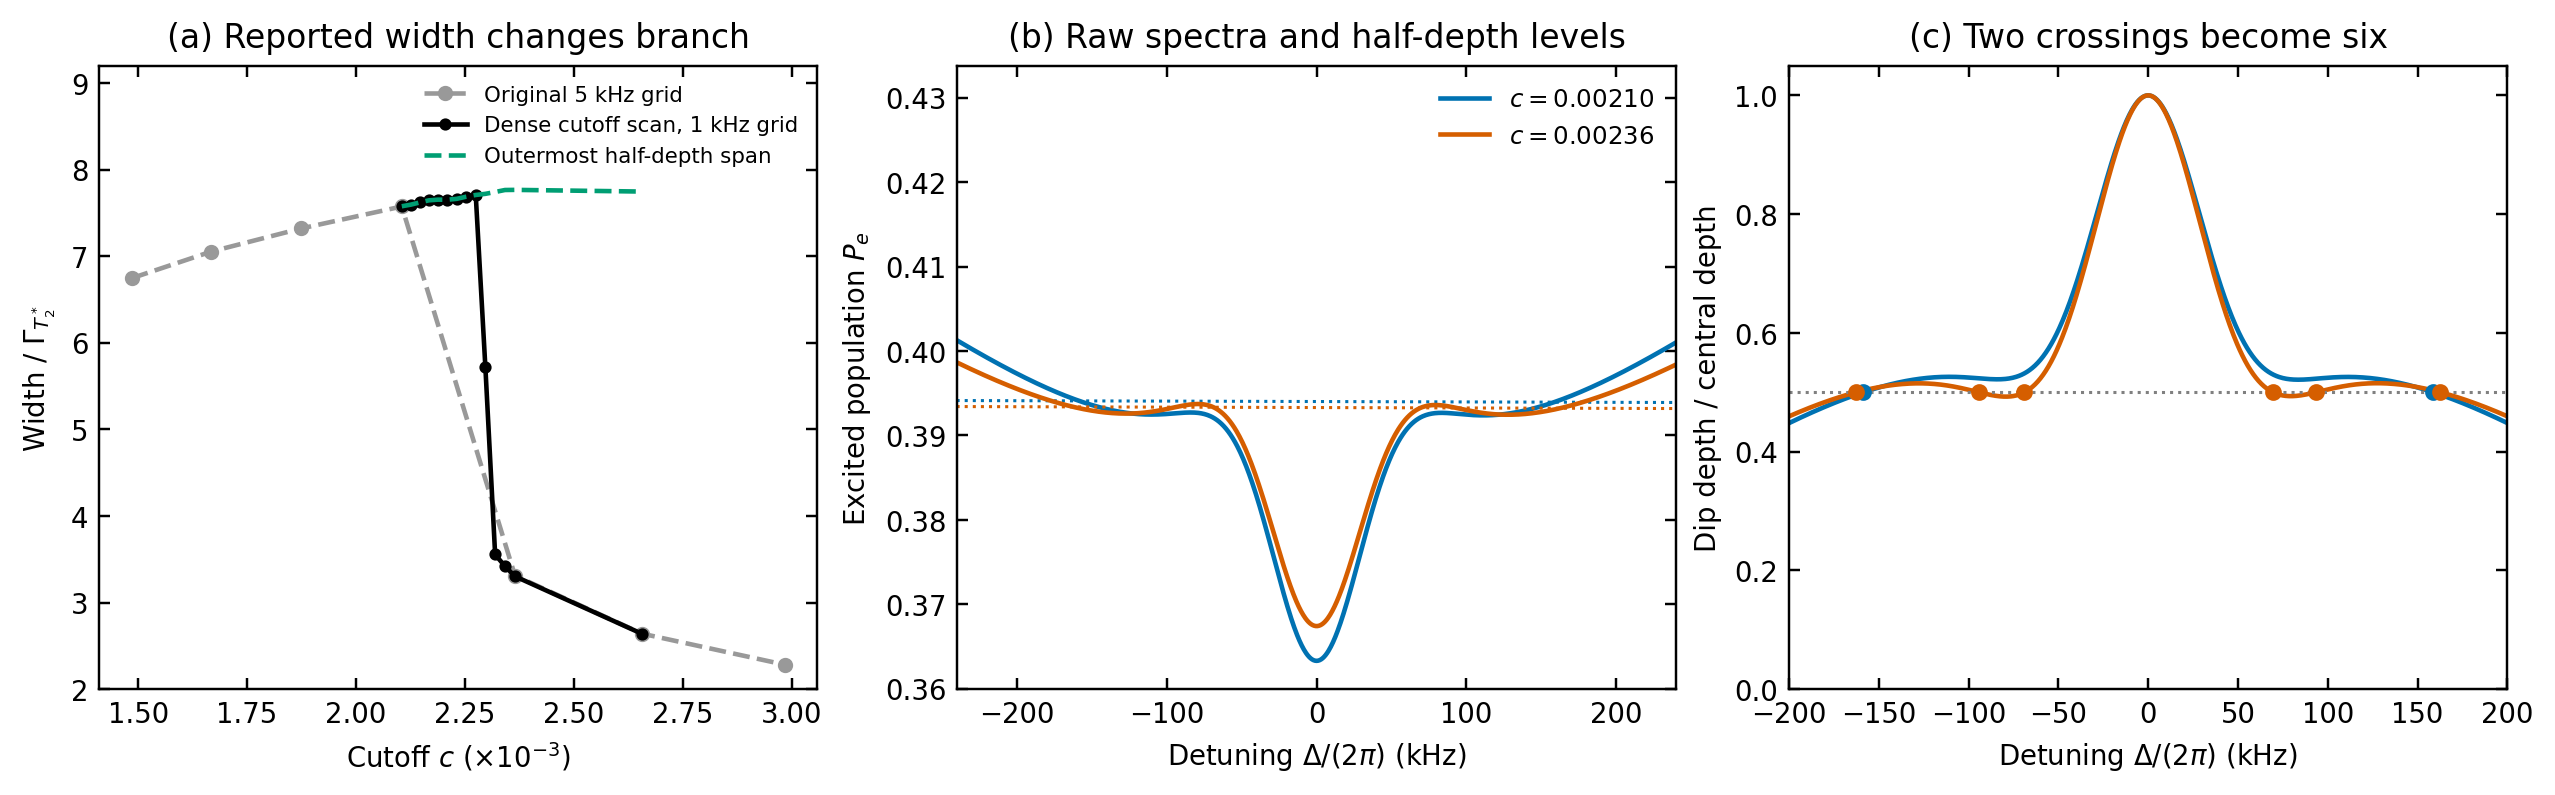 (a) Reported width changes branch
9
8
7
6
5
4
3
2
Width / Γ_{T_2^*}
Original 5 kHz grid
Dense cutoff scan, 1 kHz grid
Outermost half-depth span
1.50 1.75 2.00 2.25 2.50 2.75 3.00
Cutoff c (×10⁻³)
(b) Raw spectra and half-depth levels
0.43
0.42
0.41
0.40
0.39
0.38
0.37
0.36
Excited population P_e
c = 0.00210
c = 0.00236
−200 −100 0 100 200
Detuning Δ/(2π) (kHz)
(c) Two crossings become six
1.0
0.8
0.6
0.4
0.2
0.0
Dip depth / central depth
−200 −150 −100 −50 0 50 100 150 200
Detuning Δ/(2π) (kHz)